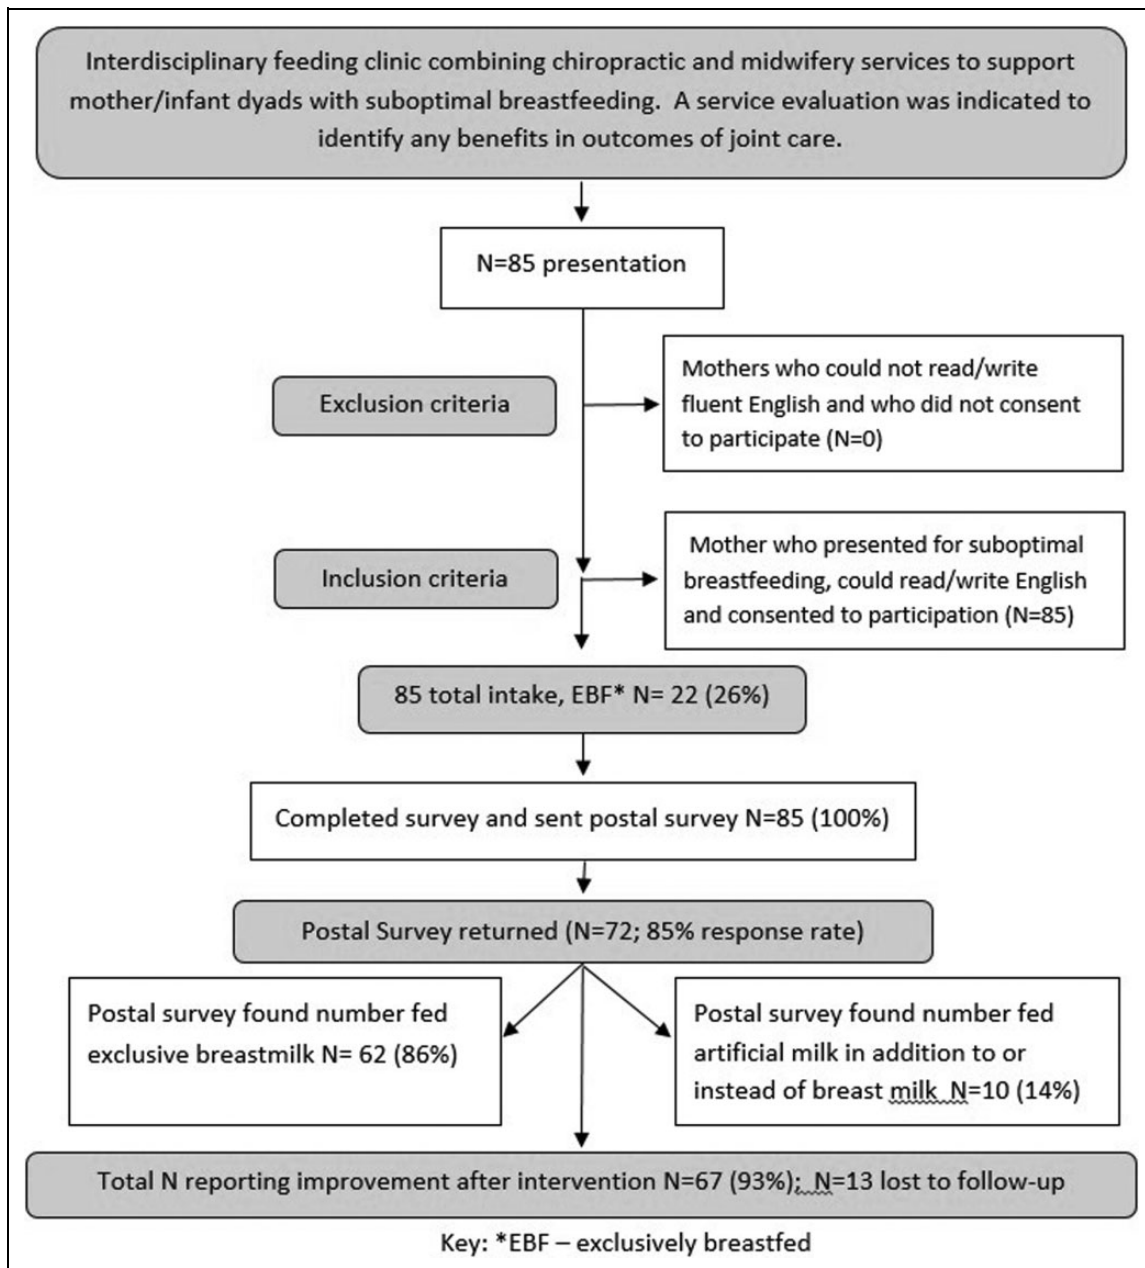 Interdisciplinary feeding clinic combining chiropractic and midwifery services to support
mother/infant dyads with suboptimal breastfeeding.  A service evaluation was indicated to
identify any benefits in outcomes of joint care.
N=85 presentation
Exclusion criteria
Mothers who could not read/write
fluent English and who did not consent
to participate (N=0)
Inclusion criteria
Mother who presented for suboptimal
breastfeeding, could read/write English
and consented to participation (N=85)
85 total intake, EBF* N= 22 (26%)
Completed survey and sent postal survey N=85 (100%)
Postal Survey returned (N=72; 85% response rate)
Postal survey found number fed
exclusive breastmilk N= 62 (86%)
Postal survey found number fed
artificial milk in addition to or
instead of breast milk  N=10 (14%)
Total N reporting improvement after intervention N=67 (93%);  N=13 lost to follow-up
Key: *EBF – exclusively breastfed